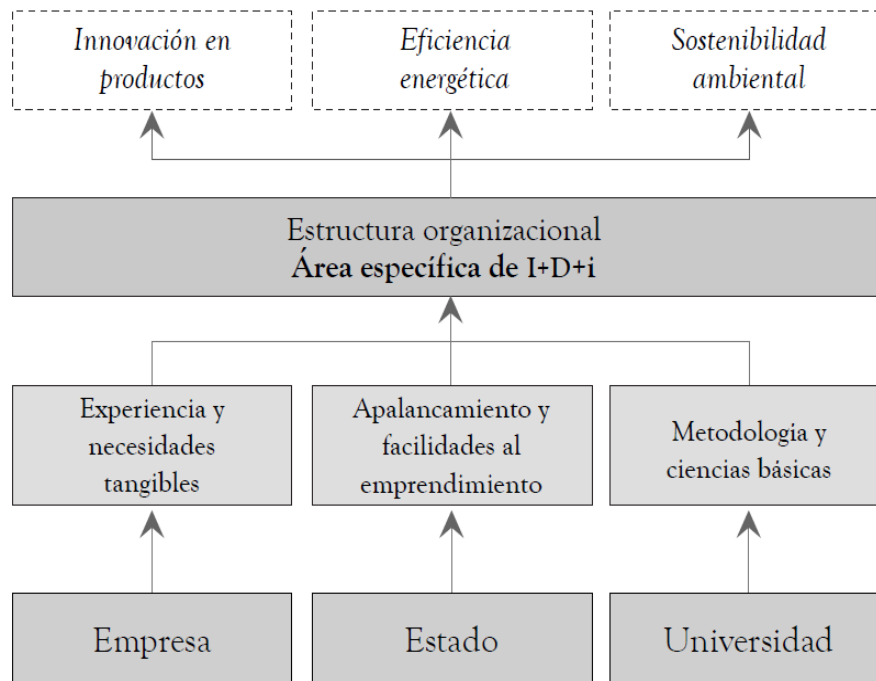 Innovación en
productos
Eficiencia
energética
Sostenibilidad
ambiental
Estructura organizacional
Área específica de I+D+i
Experiencia y
necesidades
tangibles
Apalancamiento y
facilidades al
emprendimiento
Metodología y
ciencias básicas
Empresa
Estado
Universidad